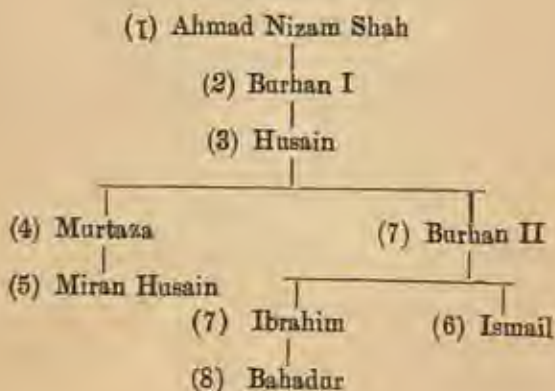 (1) Ahmad Nizam Shah
(2) Burhan I
(3) Husain
(4) Murtaza (7) Burhan II
(5) Miran Husain
(7) Ibrahim (6) Ismail
(8) Bahadur